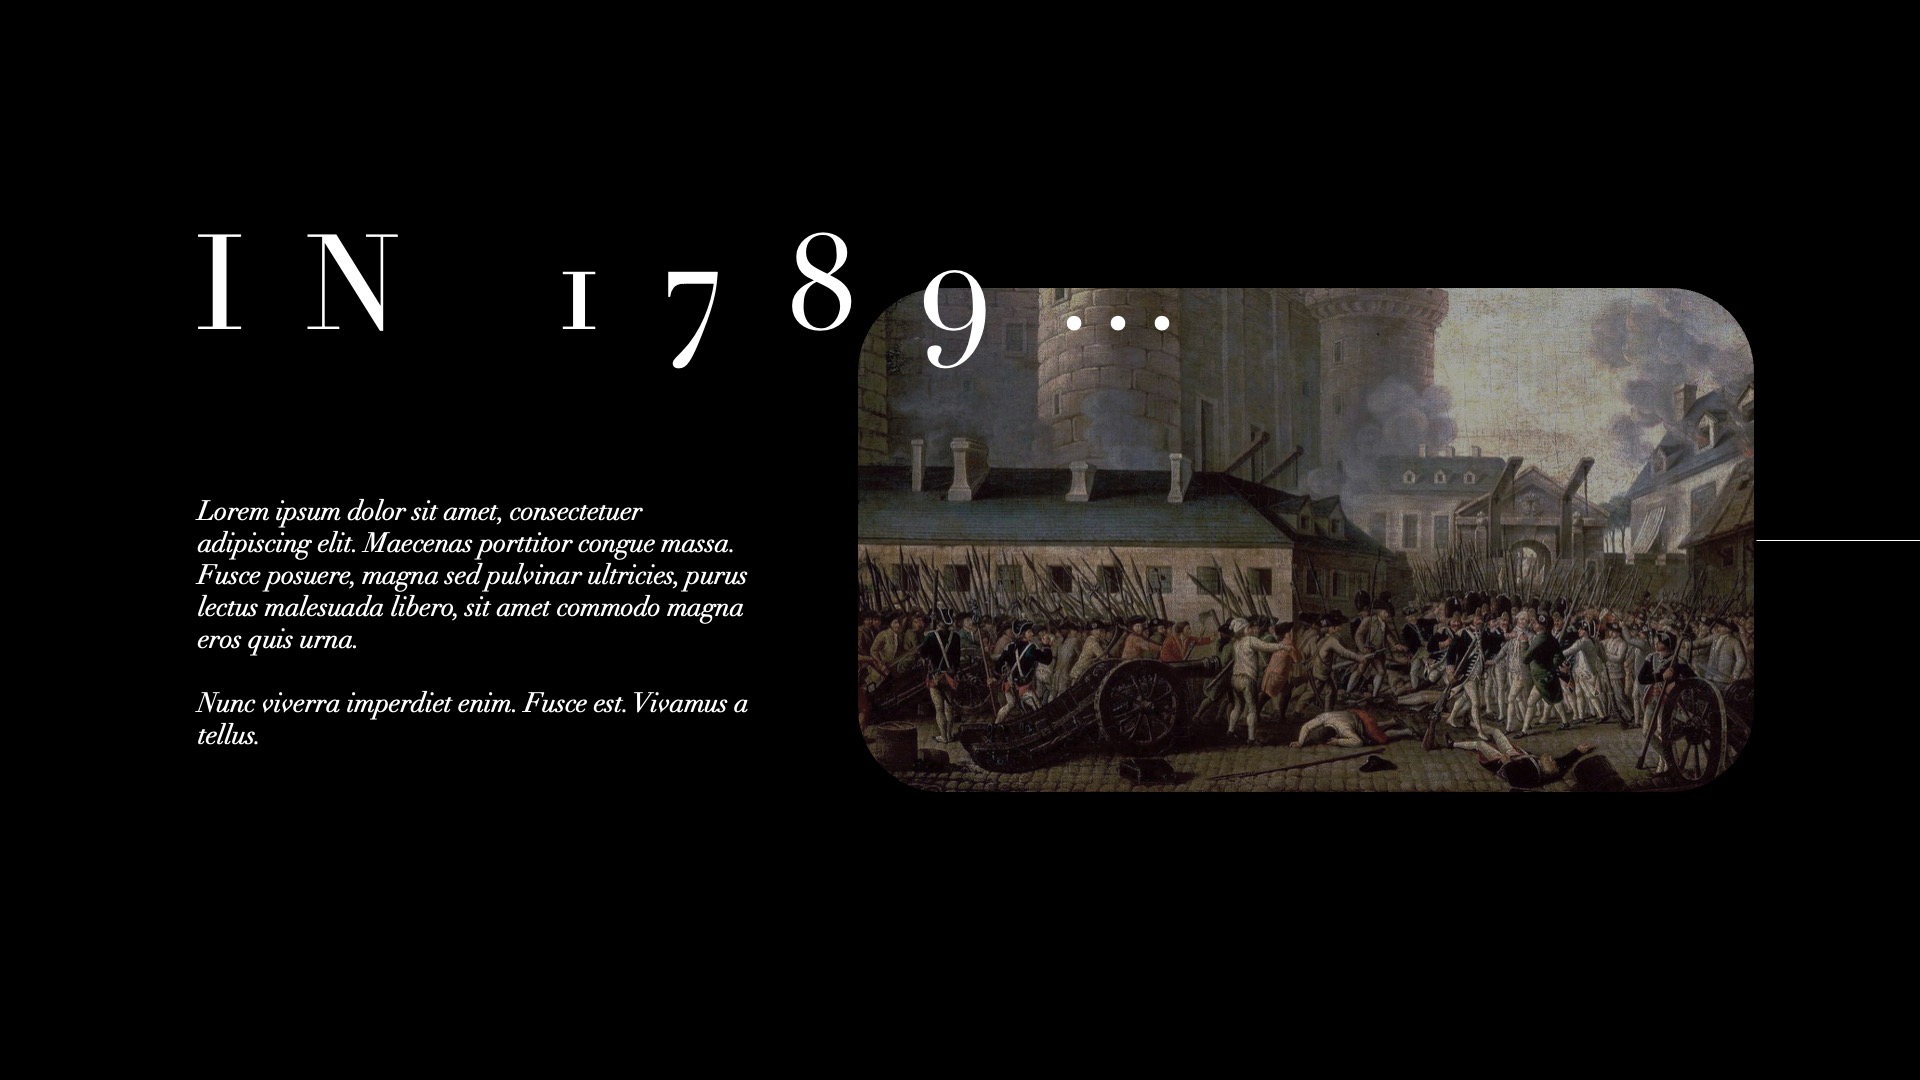 IN 1789...
Lorem ipsum dolor sit amet, consectetuer
adipiscing elit. Maecenas porttitor congue massa.
Fusce posuere, magna sed pulvinar ultricies, purus
lectus malesuada libero, sit amet commodo magna
eros quis urna.
Nunc viverra imperdiet enim. Fusce est. Vivamus a
tellus.